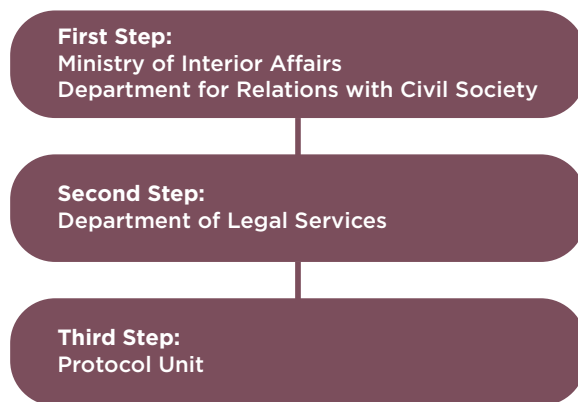 First Step:
Ministry of Interior Affairs
Department for Relations with Civil Society
Second Step:
Department of Legal Services
Third Step:
Protocol Unit